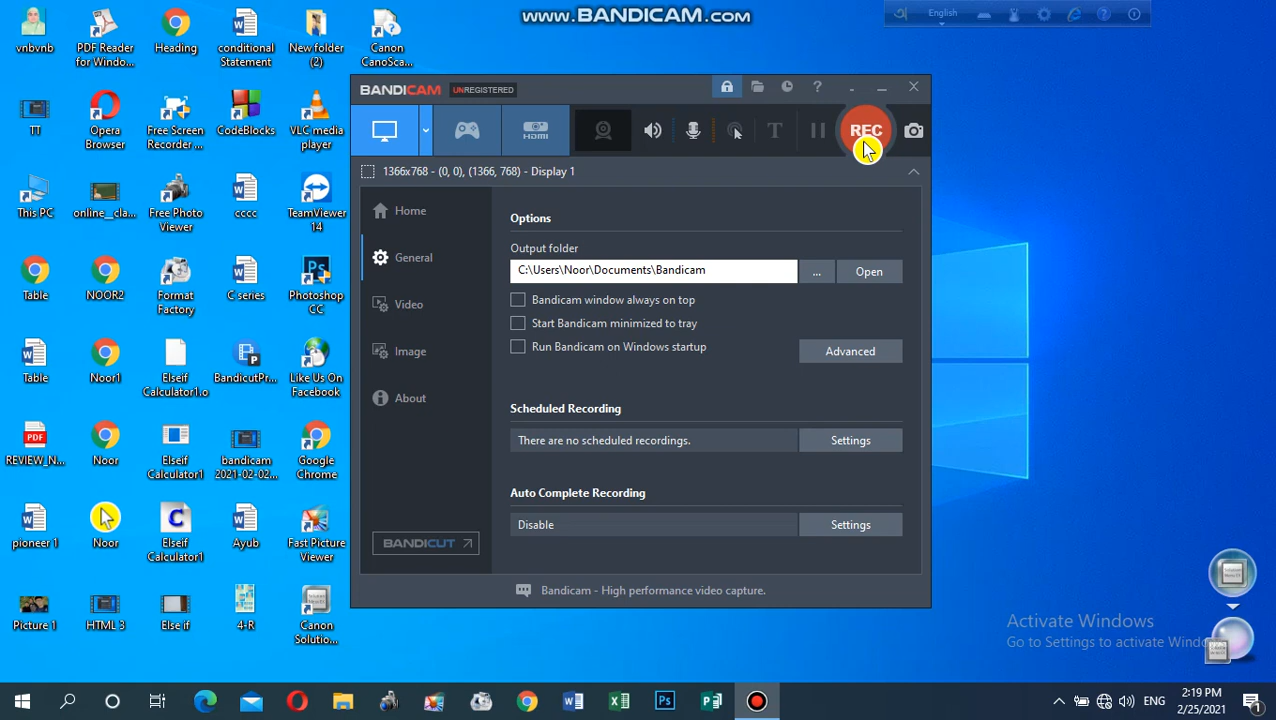 www.BANDICAM.com
English
vnbvnb
PDF Reader
for Windo...
Heading
conditional
Statement
New folder
(2)
Canon
CanoSca...
TT
Opera
Browser
Free Screen
Recorder ...
CodeBlocks
VLC media
player
This PC
online__cla...
Free Photo
Viewer
cccc
TeamViewer
14
Table
NOOR2
Format
Factory
C series
Photoshop
CC
Table
Noor1
Elseif
Calculator1.o
BandicutPr...
Like Us On
Facebook
REVIEW_N...
Noor
Elseif
Calculator1
bandicam
2021-02-02...
Google
Chrome
pioneer 1
Noor
Elseif
Calculator1
Ayub
Fast Picture
Viewer
Picture 1
HTML 3
Else if
4-R
Canon
Solutio...
BANDICAM UNREGISTERED
HDMI
T
REC
1366x768 - (0, 0), (1366, 768) - Display 1
Home
General
Video
Image
About
BANDICUT
Options
Output folder
C:\Users\Noor\Documents\Bandicam
...
Open
Bandicam window always on top
Start Bandicam minimized to tray
Run Bandicam on Windows startup
Advanced
Scheduled Recording
There are no scheduled recordings.
Settings
Auto Complete Recording
Disable
Settings
Bandicam - High performance video capture.
Activate Windows
Go to Settings to activate Windo
ENG
2:19 PM
2/25/2021